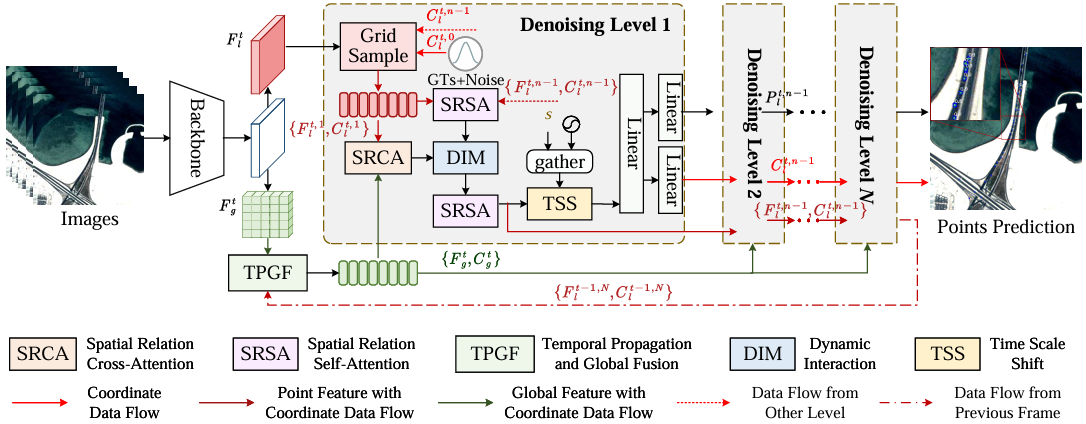 Images
Backbone
F_l^t
F_g^t
TPGF
Grid
Sample
C_l^{t,n-1}
C_l^{t,0}
GTs+Noise
Denoising Level 1
{F_l^{t,1},C_l^{t,1}}
SRSA
{F_l^{t,n-1},C_l^{t,n-1}}
SRCA
DIM
SRSA
s
gather
TSS
Linear
Linear
Linear
{F_g^t,C_g^t}
Denoising Level 2
P_l^{t,n-1}
C^{t,n-1}
{F_l^{t,n-1},C_l^{t,n-1}}
Denoising Level N
{F_l^{t-1,N},C_l^{t-1,N}}
Points Prediction
SRCA
Spatial Relation
Cross-Attention
SRSA
Spatial Relation
Self-Attention
TPGF
Temporal Propagation
and Global Fusion
DIM
Dynamic
Interaction
TSS
Time Scale
Shift
Coordinate
Data Flow
Point Feature with
Coordinate Data Flow
Global Feature with
Coordinate Data Flow
Data Flow from
Other Level
Data Flow from
Previous Frame